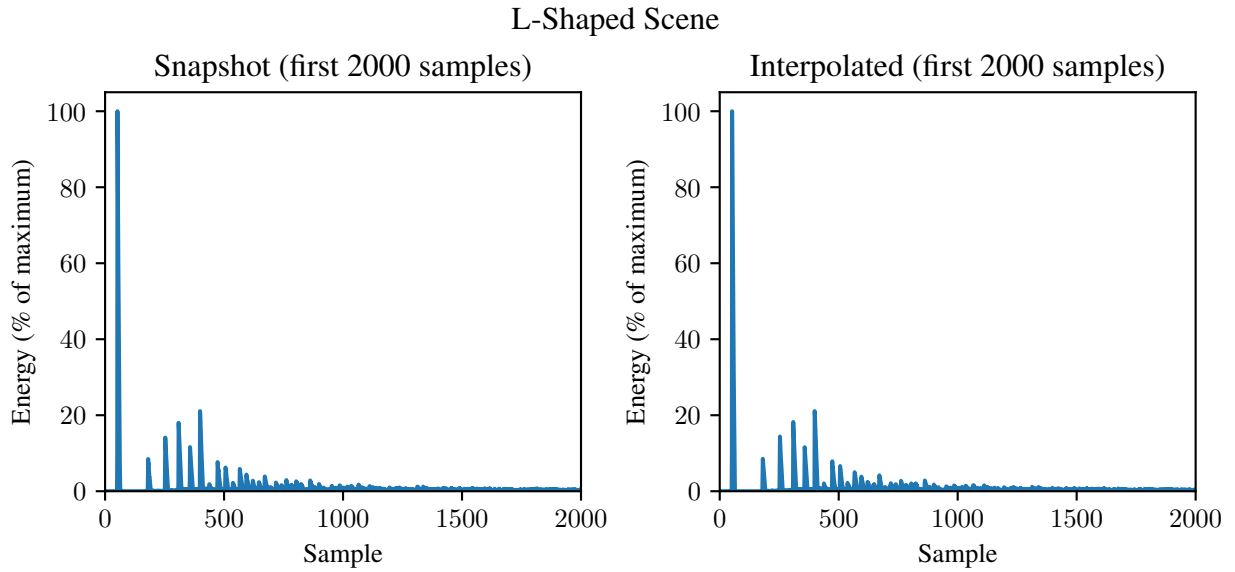 L-Shaped Scene
Snapshot (first 2000 samples)
Energy (% of maximum)
100
80
60
40
20
0
0 500 1000 1500 2000
Sample
Interpolated (first 2000 samples)
Energy (% of maximum)
100
80
60
40
20
0
0 500 1000 1500 2000
Sample